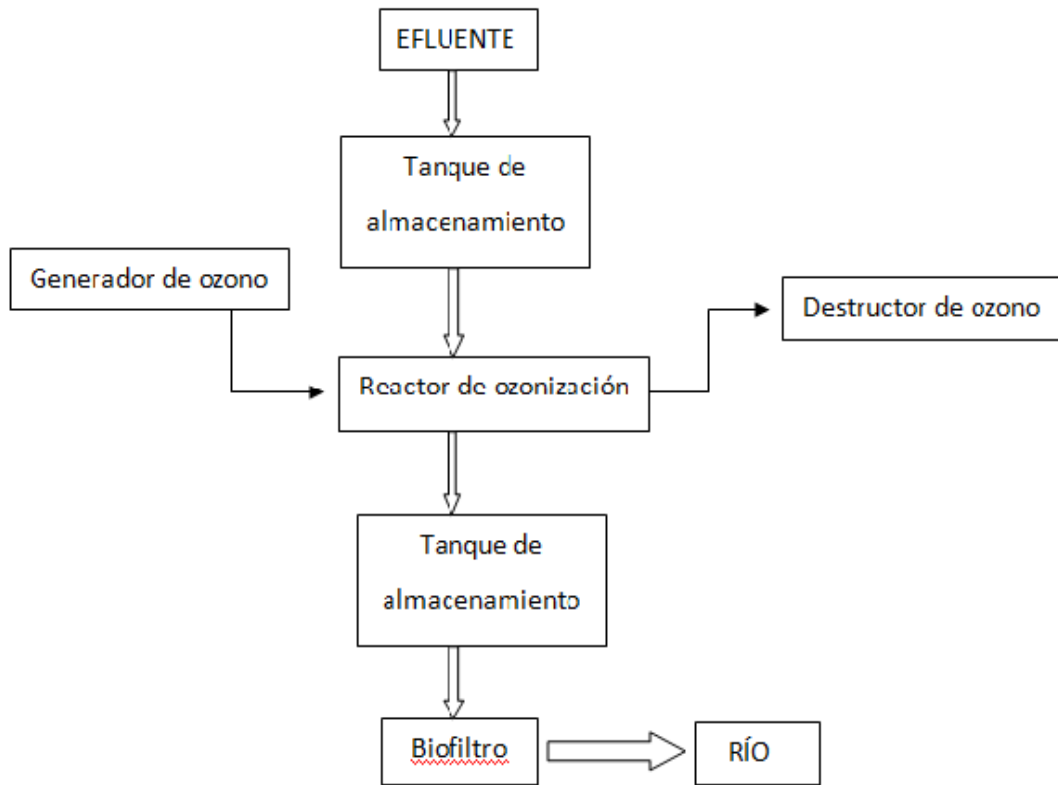 EFLUENTE
Tanque de
almacenamiento
Generador de ozono
Destructor de ozono
Reactor de ozonización
Tanque de
almacenamiento
Biofiltro
RÍO